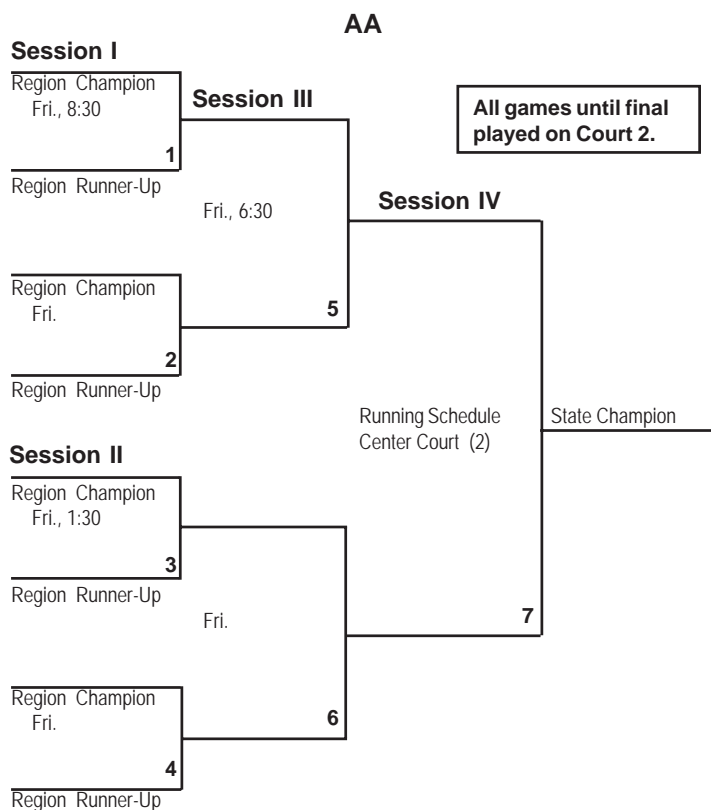 AA
Session I
Region Champion
Fri., 8:30
1
Region Runner-Up
Session III
Fri., 6:30
All games until final
played on Court 2.
Session IV
Region Champion
Fri.
2
Region Runner-Up
5
Running Schedule
Center Court (2)
State Champion
Session II
Region Champion
Fri., 1:30
3
Region Runner-Up
Fri.
7
Region Champion
Fri.
4
Region Runner-Up
6